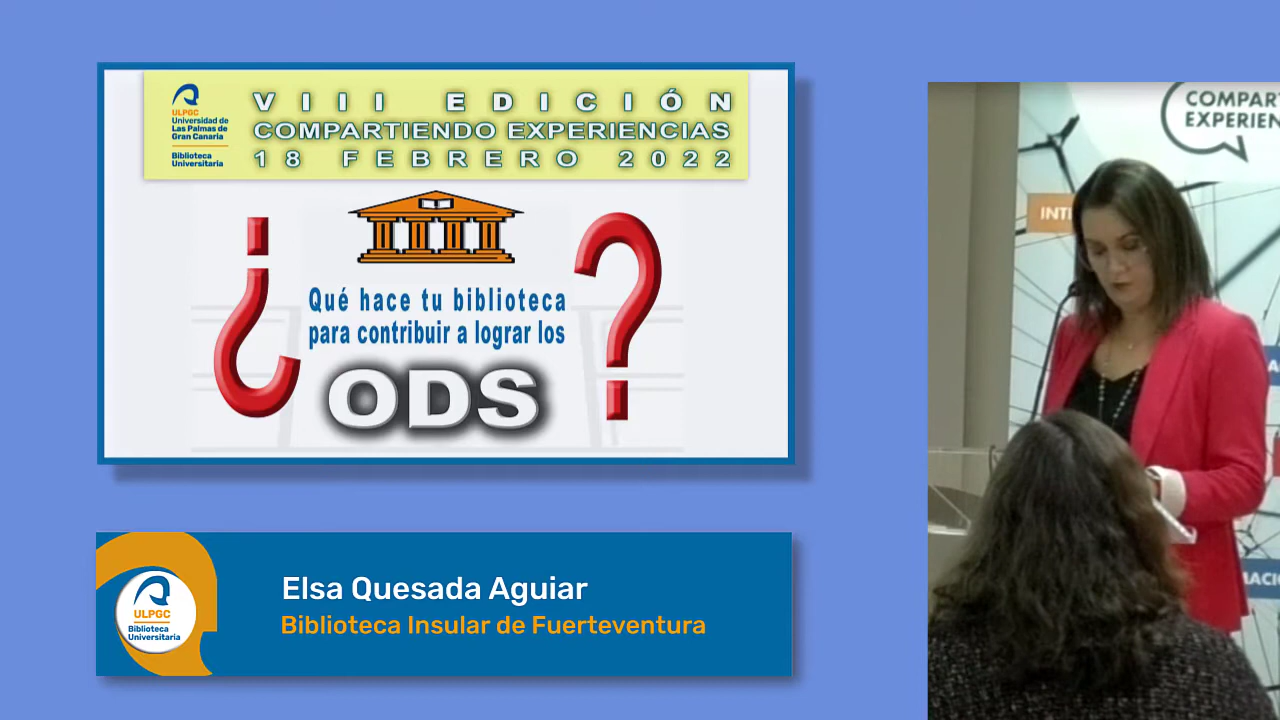 ULPGC
Universidad de
Las Palmas de
Gran Canaria
Biblioteca
Universitaria
VIII EDICIÓN
COMPARTIENDO EXPERIENCIAS
18 FEBRERO 2022
¿
Qué hace tu biblioteca
para contribuir a lograr los
ODS
?
COMPART
EXPERIEN
INT
A
MACIO
ULPGC
Biblioteca
Universitaria
Elsa Quesada Aguiar
Biblioteca Insular de Fuerteventura